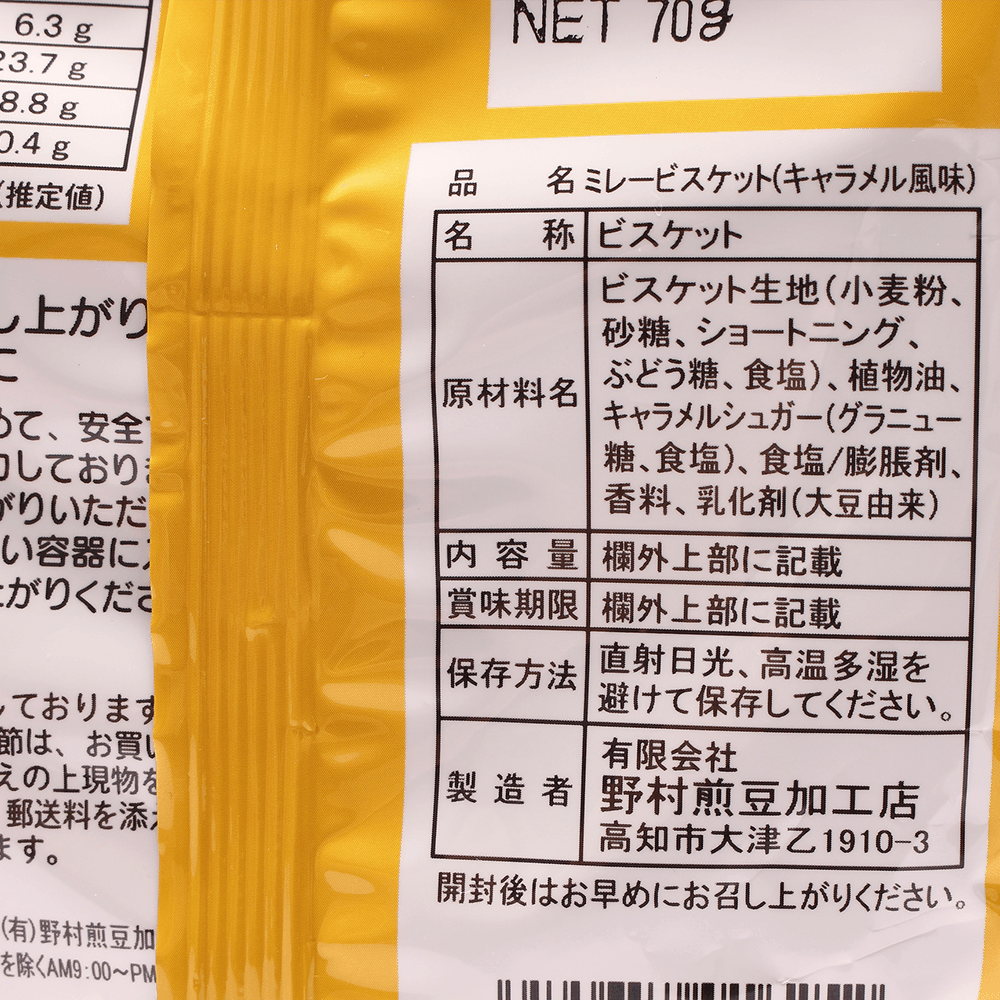 6.3 g
23.7 g
8.8 g
0.4 g
(推定値)
し上がり
に
めて、安全
力しており
がりいただ
い容器に
上がりくださ
しております
節は、お買い
えの上現物を
郵送料を添え
ます。
(有)野村煎豆加
を除くAM9:00〜PM
NET 70g
品名 ミレービスケット(キャラメル風味)
名称 ビスケット
原材料名
ビスケット生地(小麦粉、
砂糖、ショートニング、
ぶどう糖、食塩)、植物油、
キャラメルシュガー(グラニュー
糖、食塩)、食塩/膨脹剤、
香料、乳化剤(大豆由来)
内容量 欄外上部に記載
賞味期限 欄外上部に記載
保存方法
直射日光、高温多湿を
避けて保存してください。
製造者
有限会社
野村煎豆加工店
高知市大津乙1910-3
開封後はお早めにお召し上がりください。